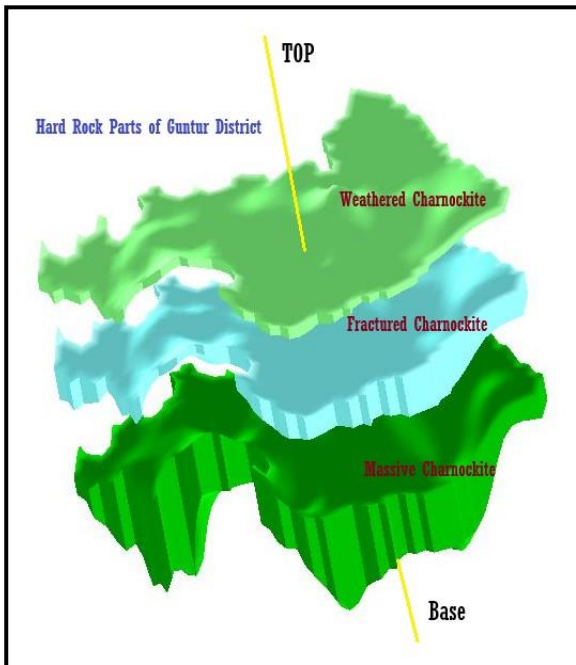 TOP
Hard Rock Parts of Guntur District
Weathered Charnockite
Fractured Charnockite
Massive Charnockite
Base